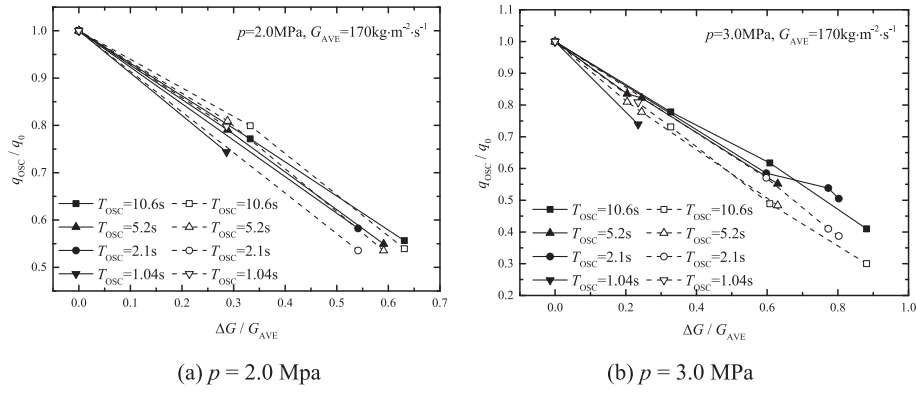 p=2.0MPa, G_AVE=170kg·m⁻²·s⁻¹
1.0
0.9
0.8
0.7
0.6
0.5
q_OSC / q_0
T_OSC=10.6s T_OSC=10.6s
T_OSC=5.2s T_OSC=5.2s
T_OSC=2.1s T_OSC=2.1s
T_OSC=1.04s T_OSC=1.04s
0.0 0.1 0.2 0.3 0.4 0.5 0.6 0.7
ΔG / G_AVE
(a) p = 2.0 Mpa
p=3.0MPa, G_AVE=170kg·m⁻²·s⁻¹
1.1
1.0
0.9
0.8
0.7
0.6
0.5
0.4
0.3
0.2
q_OSC / q_0
T_OSC=10.6s T_OSC=10.6s
T_OSC=5.2s T_OSC=5.2s
T_OSC=2.1s T_OSC=2.1s
T_OSC=1.04s T_OSC=1.04s
0.0 0.2 0.4 0.6 0.8 1.0
ΔG / G_AVE
(b) p = 3.0 MPa